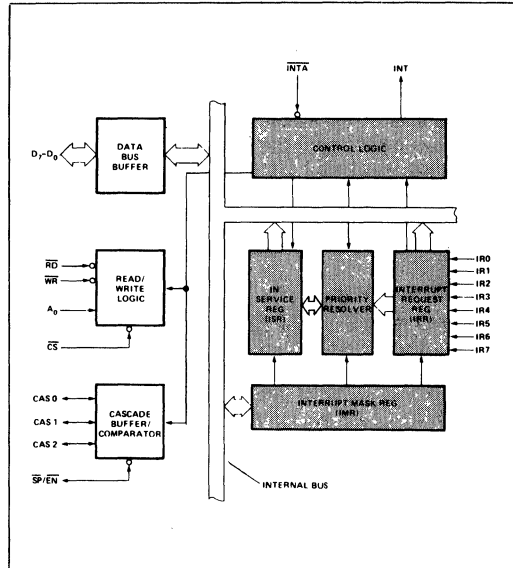 INTA
INT
DATA
BUS
BUFFER
D7-D0
CONTROL LOGIC
RD
WR
A0
CS
READ/
WRITE
LOGIC
IN
SERVICE
REG
(ISR)
PRIORITY
RESOLVER
INTERRUPT
REQUEST
REG
(IRR)
IR0
IR1
IR2
IR3
IR4
IR5
IR6
IR7
CAS 0
CAS 1
CAS 2
SP/EN
CASCADE
BUFFER/
COMPARATOR
INTERRUPT MASK REG
(IMR)
INTERNAL BUS